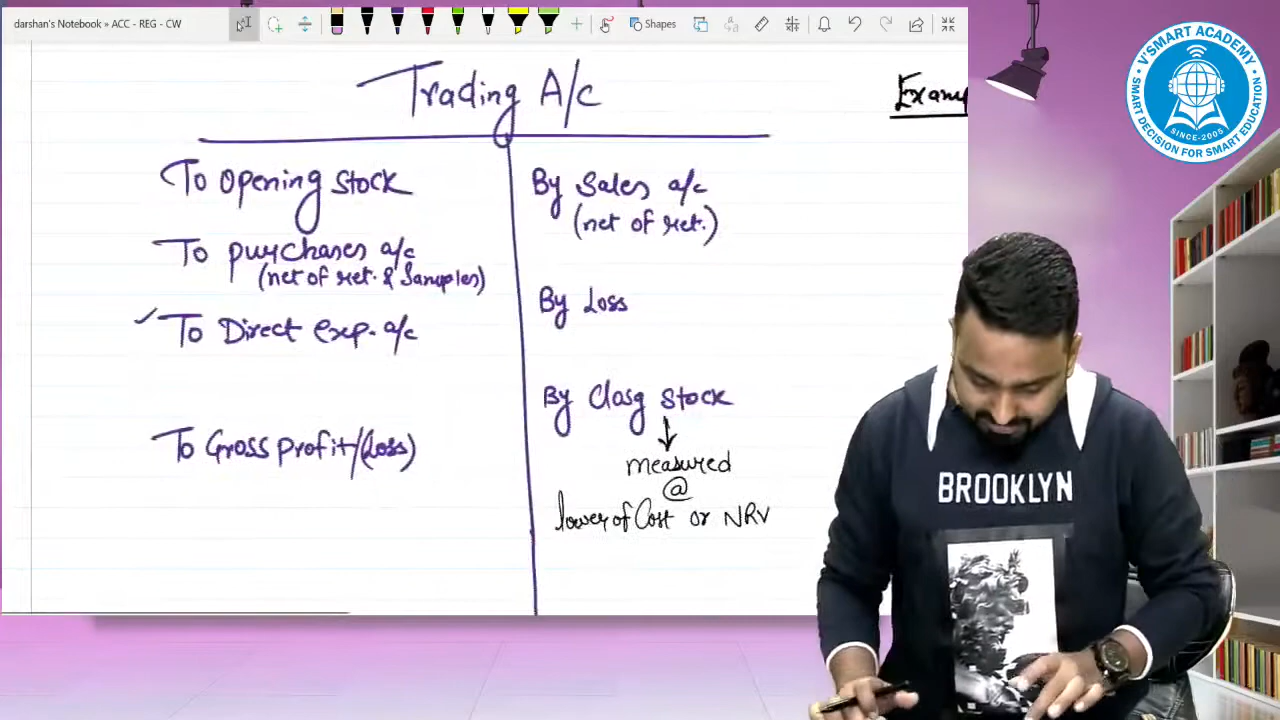 darshan's Notebook » ACC - REG - CW
Shapes
Trading A/c
To Opening Stock
To purchases a/c
(net of ret. & Samples)
✓ To Direct exp. a/c
To Gross profit/(Loss)
By Sales a/c
(net of ret.)
By Loss
By Closg Stock
↓
measured
@
lower of Cost or NRV
Examp
V'SMART ACADEMY
SINCE-2005
SMART DECISION FOR SMART EDUCATION
BROOKLYN